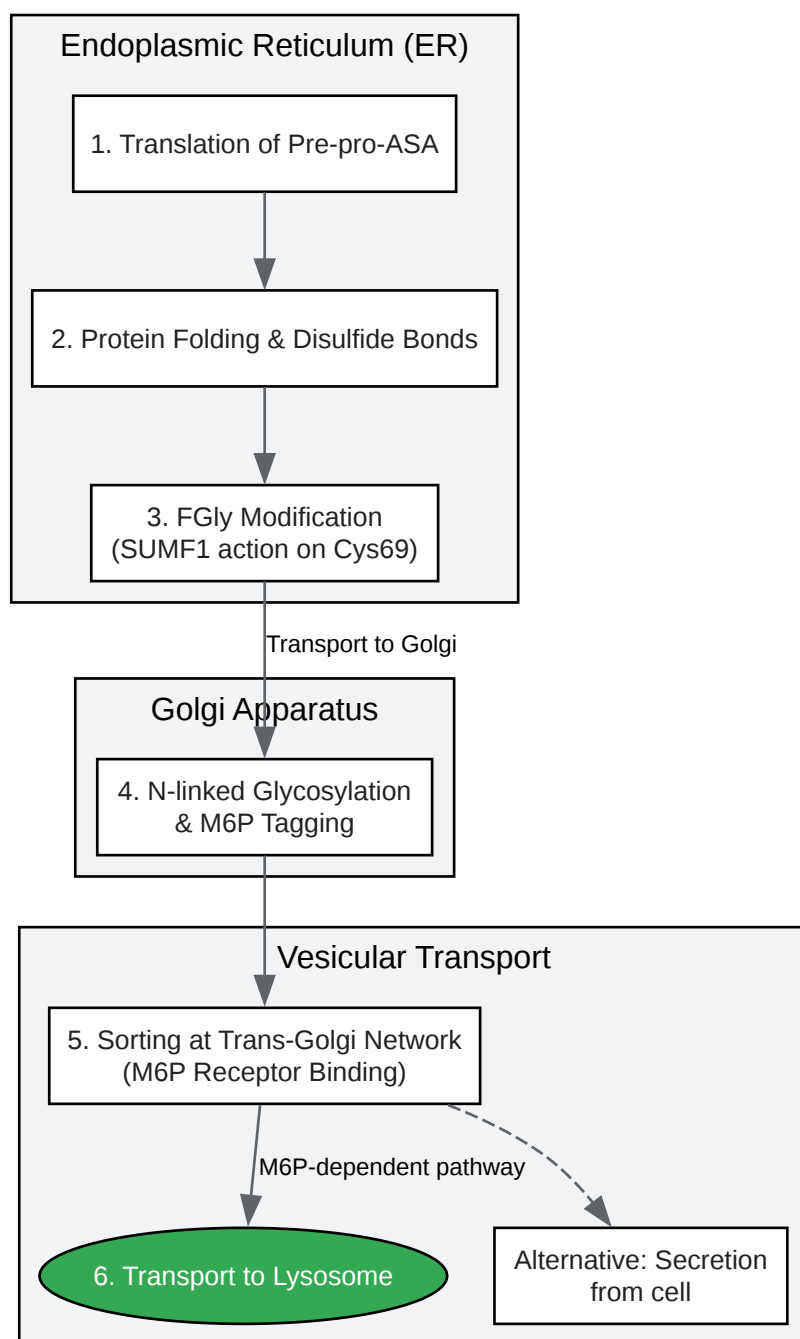 Endoplasmic Reticulum (ER)
1. Translation of Pre-pro-ASA
2. Protein Folding & Disulfide Bonds
3. FGly Modification
(SUMF1 action on Cys69)
Transport to Golgi
Golgi Apparatus
4. N-linked Glycosylation
& M6P Tagging
Vesicular Transport
5. Sorting at Trans-Golgi Network
(M6P Receptor Binding)
M6P-dependent pathway
6. Transport to Lysosome
Alternative: Secretion
from cell